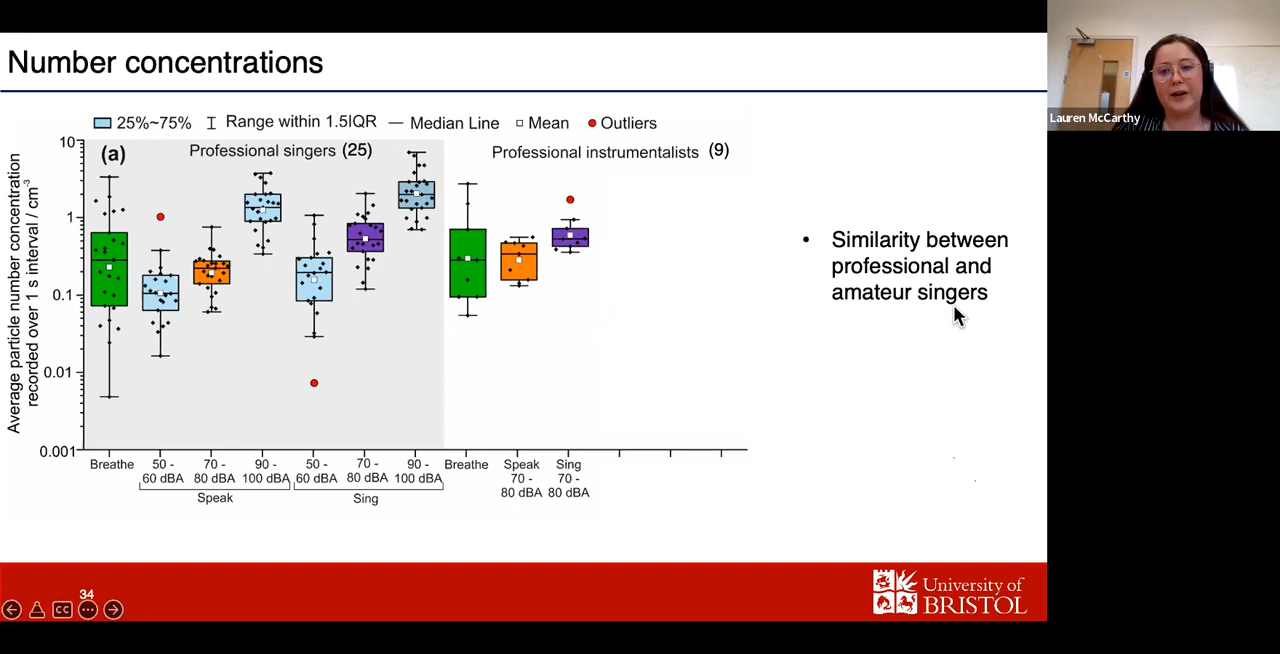 Number concentrations
Lauren McCarthy
25%~75% Range within 1.5IQR Median Line Mean Outliers
(a) Professional singers (25) Professional instrumentalists (9)
Average particle number concentration
recorded over 1 s interval / cm⁻³
10
1
0.1
0.01
0.001
Breathe
50 -
60 dBA
70 -
80 dBA
90 -
100 dBA
50 -
60 dBA
70 -
80 dBA
90 -
100 dBA
Speak
Sing
Breathe
Speak
70 -
80 dBA
Sing
70 -
80 dBA
• Similarity between
professional and
amateur singers
34
CC
University of
BRISTOL